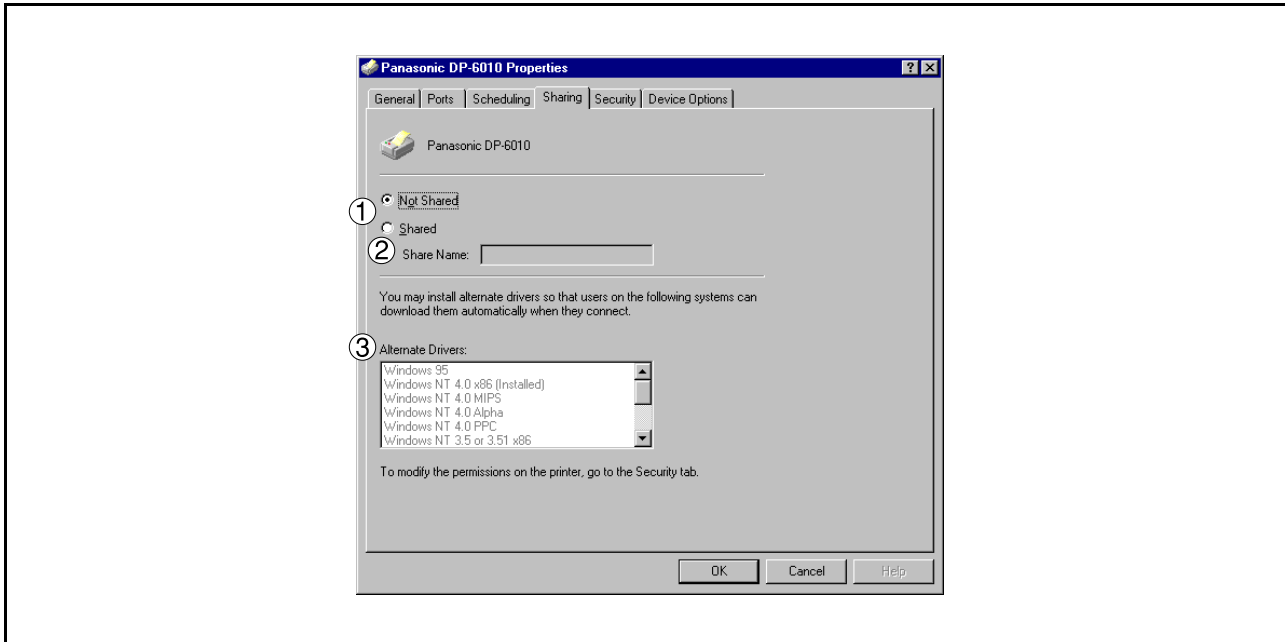 Panasonic DP-6010 Properties
General Ports Scheduling Sharing Security Device Options
Panasonic DP-6010
① Not Shared
Shared
② Share Name:
You may install alternate drivers so that users on the following systems can
download them automatically when they connect.
③ Alternate Drivers:
Windows 95
Windows NT 4.0 x86 (Installed)
Windows NT 4.0 MIPS
Windows NT 4.0 Alpha
Windows NT 4.0 PPC
Windows NT 3.5 or 3.51 x86
To modify the permissions on the printer, go to the Security tab.
OK Cancel Help